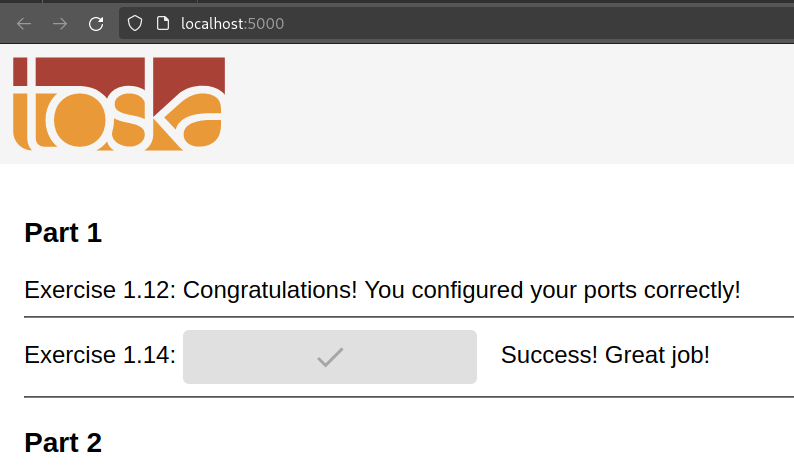 localhost:5000
toska
Part 1
Exercise 1.12: Congratulations! You configured your ports correctly!
Exercise 1.14: Success! Great job!
Part 2